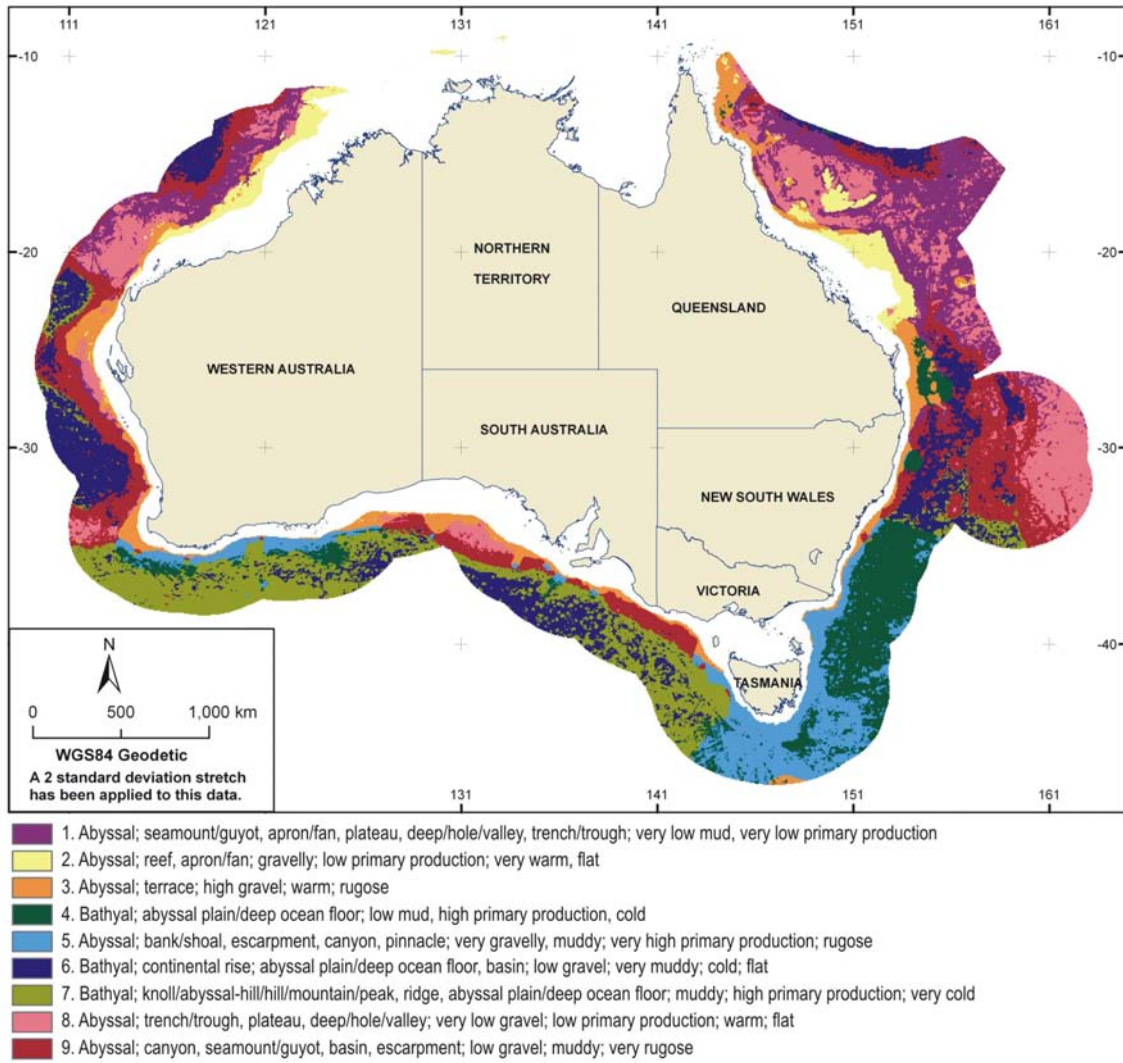 111 121 131 141 151 161
-10 -10
NORTHERN
TERRITORY
-20 -20
QUEENSLAND
WESTERN AUSTRALIA
SOUTH AUSTRALIA
-30 -30
NEW SOUTH WALES
VICTORIA
N
-40
TASMANIA
0 500 1,000 km
WGS84 Geodetic
A 2 standard deviation stretch
has been applied to this data.
131 141 151 161
1. Abyssal; seamount/guyot, apron/fan, plateau, deep/hole/valley, trench/trough; very low mud, very low primary production
2. Abyssal; reef, apron/fan; gravelly; low primary production; very warm, flat
3. Abyssal; terrace; high gravel; warm; rugose
4. Bathyal; abyssal plain/deep ocean floor; low mud, high primary production, cold
5. Abyssal; bank/shoal, escarpment, canyon, pinnacle; very gravelly, muddy; very high primary production; rugose
6. Bathyal; continental rise; abyssal plain/deep ocean floor, basin; low gravel; very muddy; cold; flat
7. Bathyal; knoll/abyssal-hill/hill/mountain/peak, ridge, abyssal plain/deep ocean floor; muddy; high primary production; very cold
8. Abyssal; trench/trough, plateau, deep/hole/valley; very low gravel; low primary production; warm; flat
9. Abyssal; canyon, seamount/guyot, basin, escarpment; low gravel; muddy; very rugose